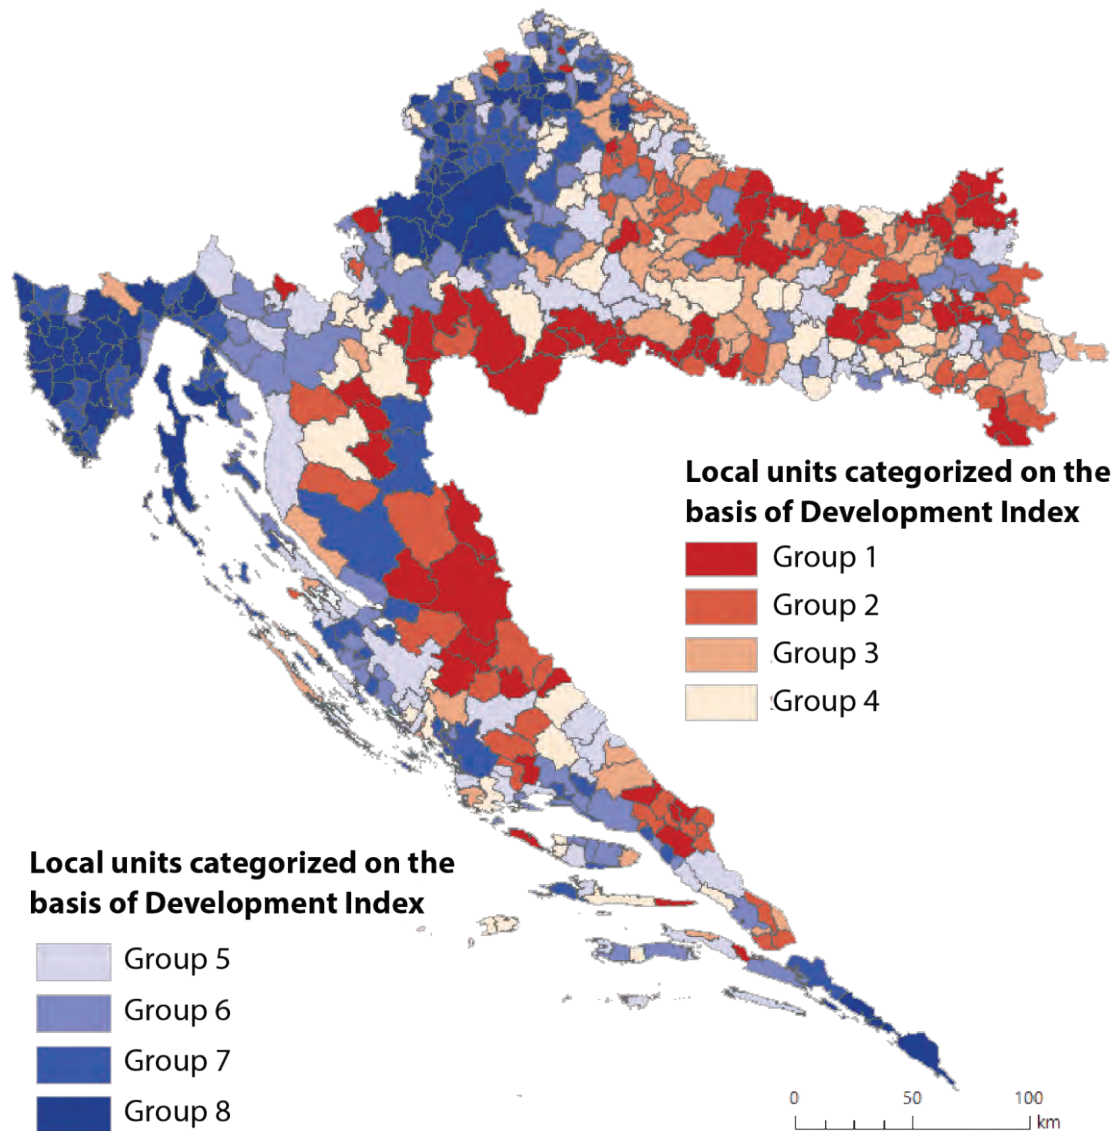 Local units categorized on the
basis of Development Index
Group 1
Group 2
Group 3
Group 4
Local units categorized on the
basis of Development Index
Group 5
Group 6
Group 7
Group 8
0 50 100
km